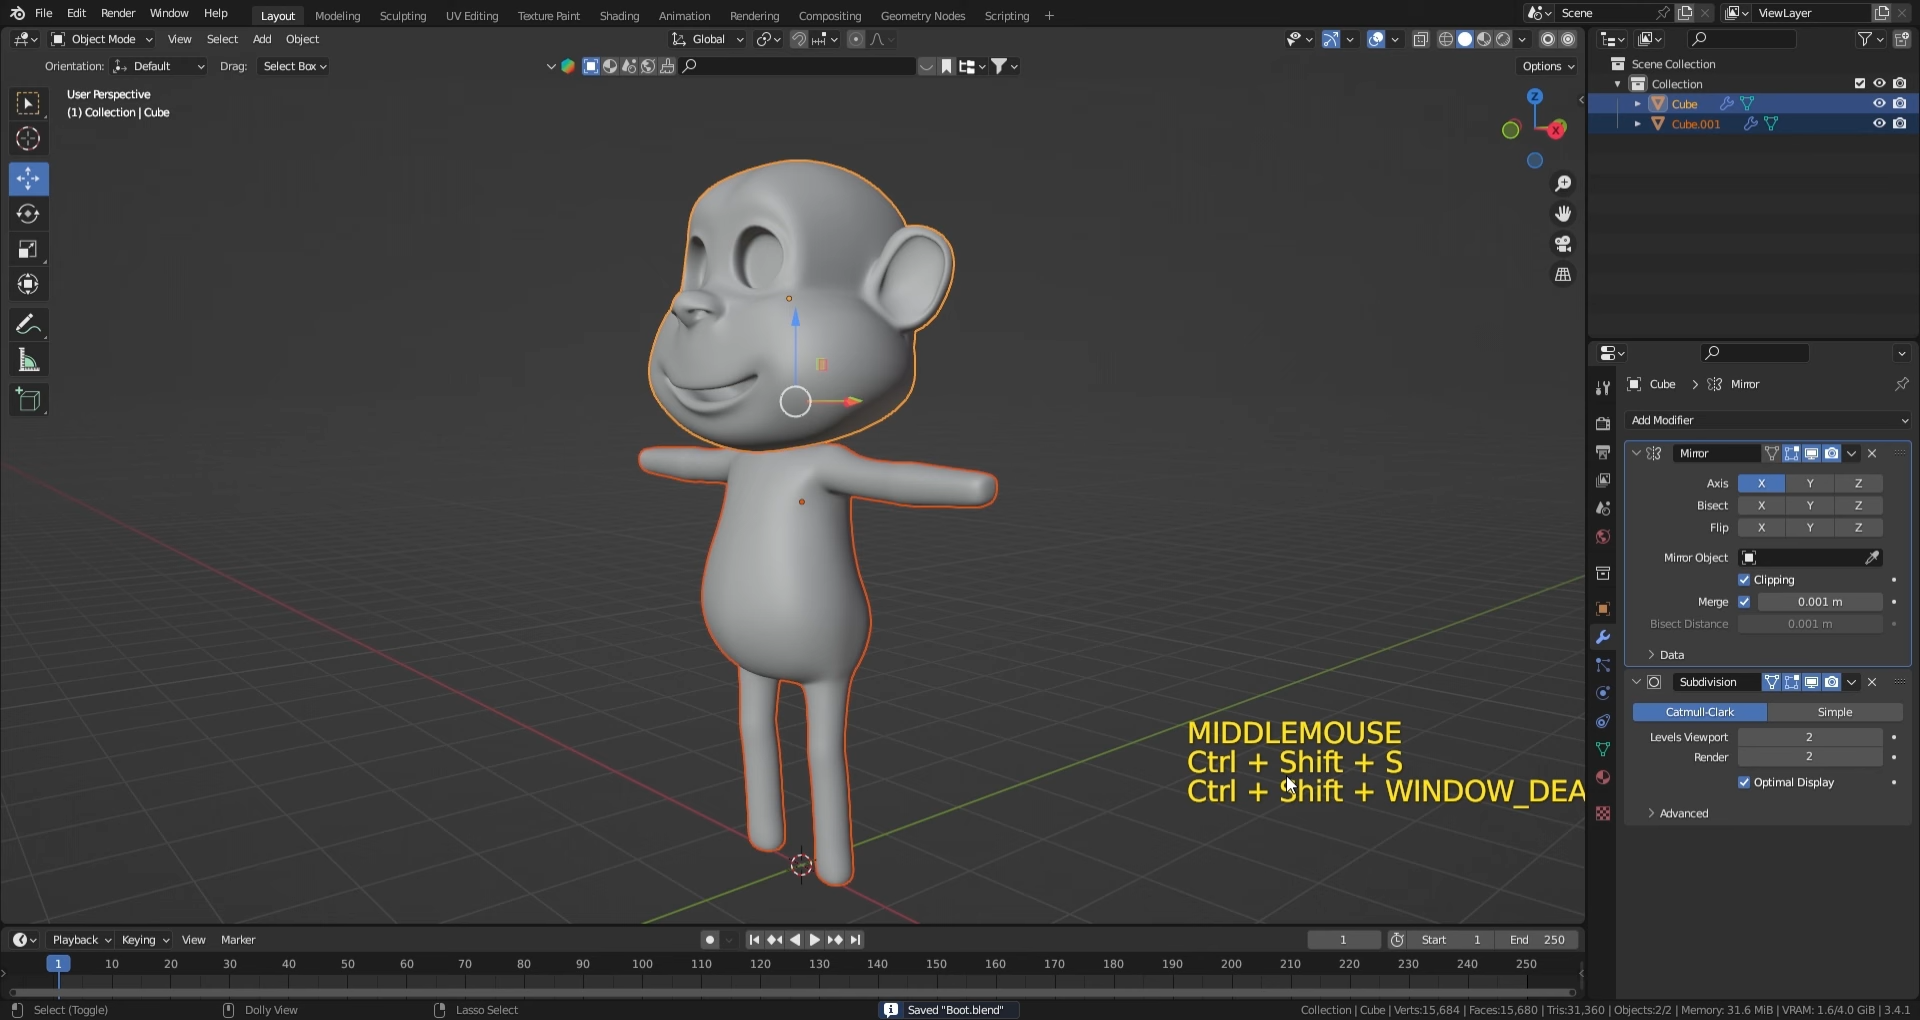 File Edit Render Window Help
Layout Modeling Sculpting UV Editing Texture Paint Shading Animation Rendering Compositing Geometry Nodes Scripting +
Scene ViewLayer
Object Mode View Select Add Object
Global
Orientation: Default Drag: Select Box
Options
User Perspective
(1) Collection | Cube
Z
X
Scene Collection
Collection
Cube
Cube.001
Cube > Mirror
Add Modifier
Mirror
Axis X Y Z
Bisect X Y Z
Flip X Y Z
Mirror Object
Clipping
Merge 0.001 m
Bisect Distance 0.001 m
Data
Subdivision
Catmull-Clark Simple
Levels Viewport 2
Render 2
Optimal Display
Advanced
MIDDLEMOUSE
Ctrl + Shift + S
Ctrl + Shift + WINDOW_DEA
Playback Keying View Marker
1 Start 1 End 250
1 10 20 30 40 50 60 70 80 90 100 110 120 130 140 150 160 170 180 190 200 210 220 230 240 250
Select (Toggle) Dolly View Lasso Select
Saved "Boot.blend"
Collection | Cube | Verts:15,684 | Faces:15,680 | Tris:31,360 | Objects:2/2 | Memory: 31.6 MiB | VRAM: 1.6/4.0 GiB | 3.4.1